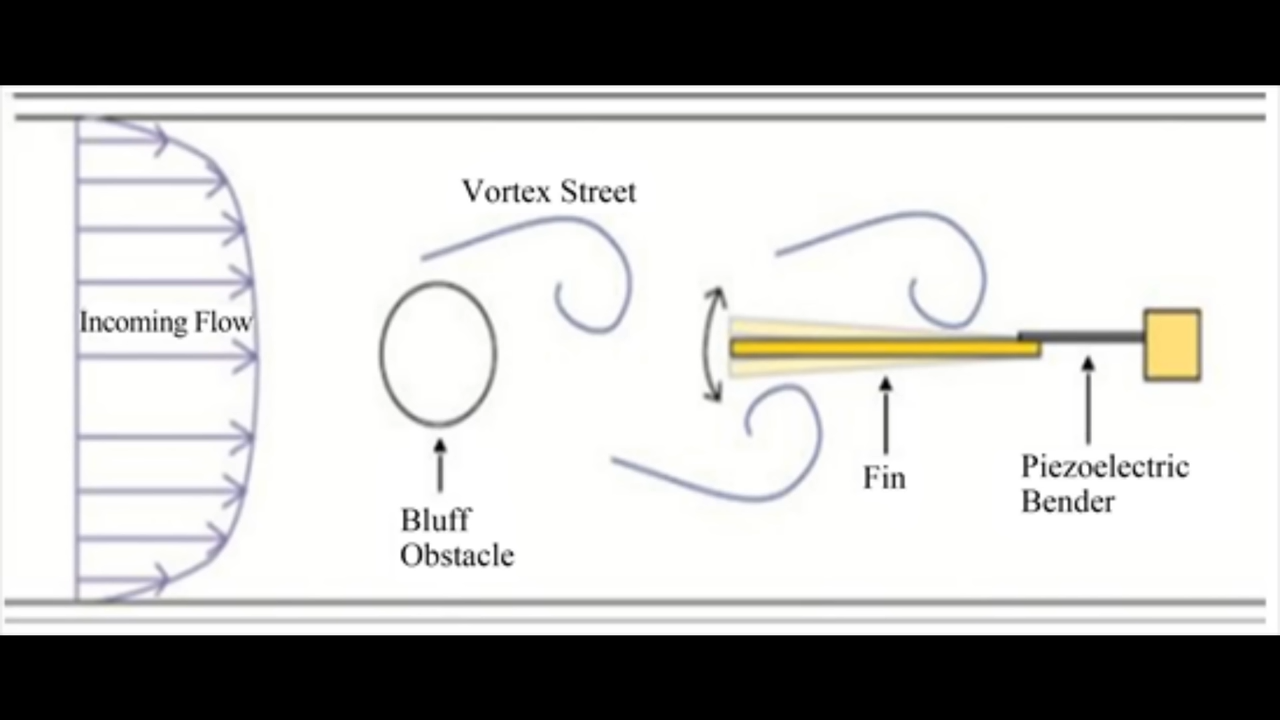 Vortex Street
Incoming Flow
Bluff
Obstacle
Fin
Piezoelectric
Bender